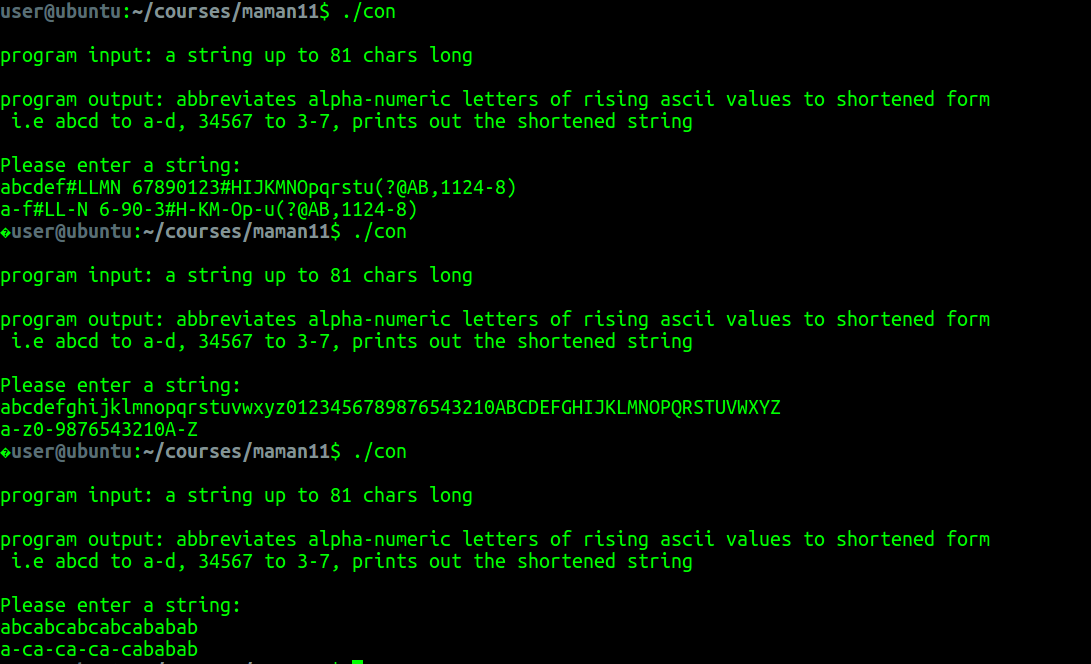 user@ubuntu:~/courses/maman11$ ./con
program input: a string up to 81 chars long
program output: abbreviates alpha-numeric letters of rising ascii values to shortened form
i.e abcd to a-d, 34567 to 3-7, prints out the shortened string
Please enter a string:
abcdef#LLMN 67890123#HIJKMNOpqrstu(?@AB,1124-8)
a-f#LL-N 6-90-3#H-KM-Op-u(?@AB,1124-8)
�user@ubuntu:~/courses/maman11$ ./con
program input: a string up to 81 chars long
program output: abbreviates alpha-numeric letters of rising ascii values to shortened form
i.e abcd to a-d, 34567 to 3-7, prints out the shortened string
Please enter a string:
abcdefghijklmnopqrstuvwxyz0123456789876543210ABCDEFGHIJKLMNOPQRSTUVWXYZ
a-z0-9876543210A-Z
�user@ubuntu:~/courses/maman11$ ./con
program input: a string up to 81 chars long
program output: abbreviates alpha-numeric letters of rising ascii values to shortened form
i.e abcd to a-d, 34567 to 3-7, prints out the shortened string
Please enter a string:
abcabcabcabcababab
a-ca-ca-ca-cababab